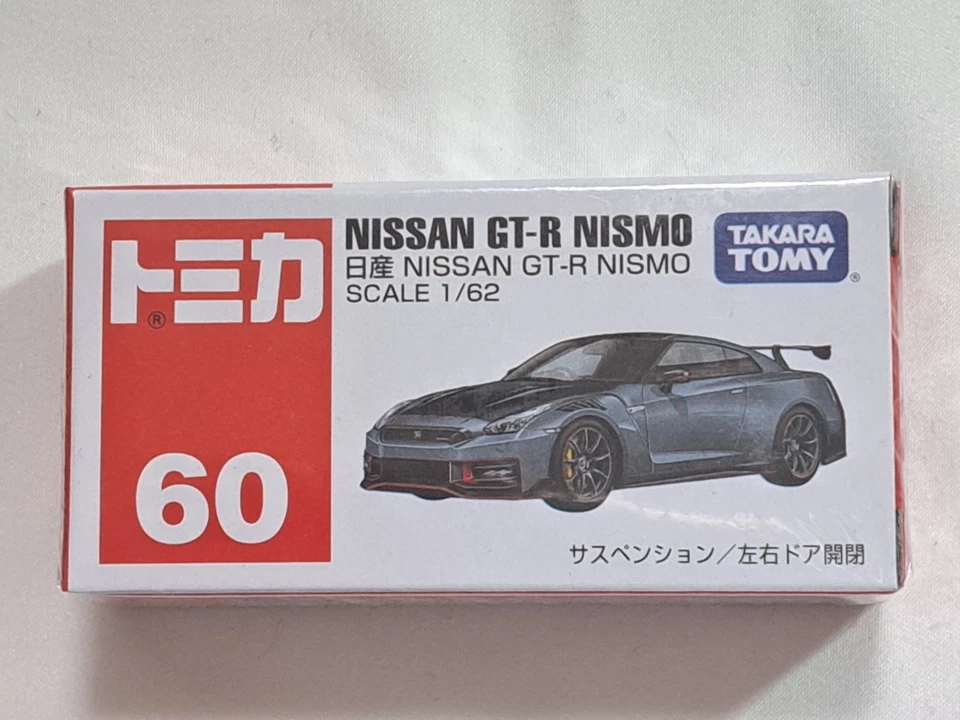 トミカ
®
60
NISSAN GT-R NISMO
日産 NISSAN GT-R NISMO
SCALE 1/62
TAKARA
TOMY
®
サスペンション/左右ドア開閉